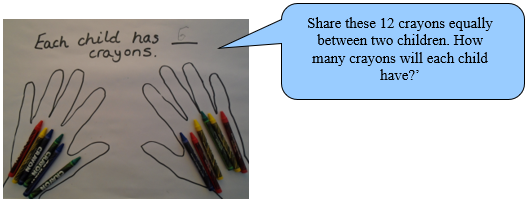 Each child has 6
crayons.
Share these 12 crayons equally
between two children. How
many crayons will each child
have?’